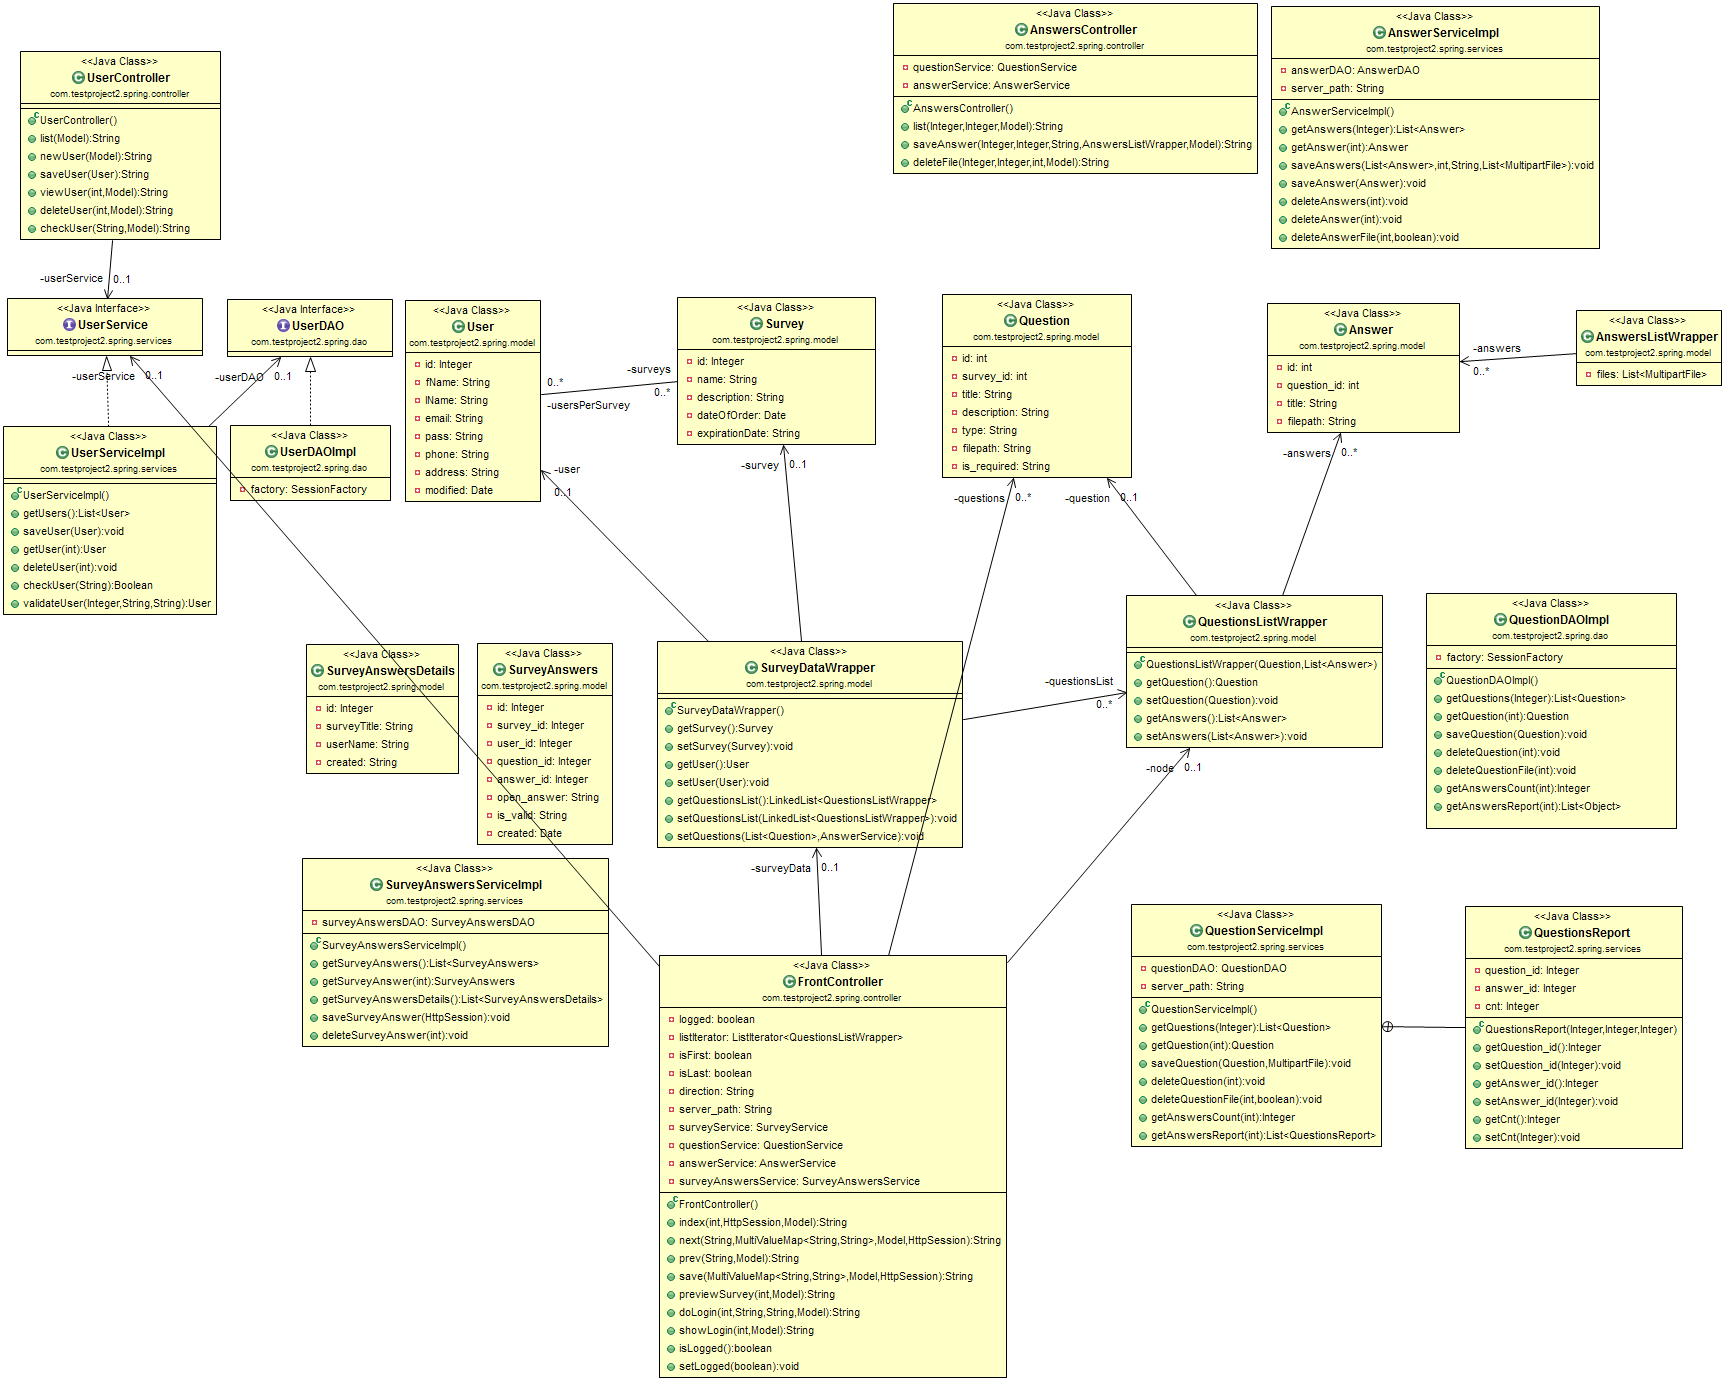 <<Java Class>>
UserController
com.testproject2.spring.controller
UserController()
list(Model):String
newUser(Model):String
saveUser(User):String
viewUser(int,Model):String
deleteUser(int,Model):String
checkUser(String,Model):String
<<Java Class>>
AnswersController
com.testproject2.spring.controller
questionService: QuestionService
answerService: AnswerService
AnswersController()
list(Integer,Integer,Model):String
saveAnswer(Integer,Integer,String,AnswersListWrapper,Model):String
deleteFile(Integer,Integer,int,Model):String
<<Java Class>>
AnswerServiceImpl
com.testproject2.spring.services
answerDAO: AnswerDAO
server_path: String
AnswerServiceImpl()
getAnswers(Integer):List<Answer>
getAnswer(int):Answer
saveAnswers(List<Answer>,int,String,List<MultipartFile>):void
saveAnswer(Answer):void
deleteAnswers(int):void
deleteAnswer(int):void
deleteAnswerFile(int,boolean):void
-userService 0..1
<<Java Interface>>
UserService
com.testproject2.spring.services
<<Java Interface>>
UserDAO
com.testproject2.spring.dao
<<Java Class>>
User
com.testproject2.spring.model
id: Integer
fName: String
lName: String
email: String
pass: String
phone: String
address: String
modified: Date
-surveys
0..*
0..*
-usersPerSurvey
<<Java Class>>
Survey
com.testproject2.spring.model
id: Integer
name: String
description: String
dateOfOrder: Date
expirationDate: String
<<Java Class>>
Question
com.testproject2.spring.model
id: int
survey_id: int
title: String
description: String
type: String
filepath: String
is_required: String
<<Java Class>>
Answer
com.testproject2.spring.model
id: int
question_id: int
title: String
filepath: String
-answers
0..*
<<Java Class>>
AnswersListWrapper
com.testproject2.spring.model
files: List<MultipartFile>
-userService 0..1
-userDAO 0..1
<<Java Class>>
UserServiceImpl
com.testproject2.spring.services
UserServiceImpl()
getUsers():List<User>
saveUser(User):void
getUser(int):User
deleteUser(int):void
checkUser(String):Boolean
validateUser(Integer,String,String):User
<<Java Class>>
UserDAOImpl
com.testproject2.spring.dao
factory: SessionFactory
-user
0..1
-survey 0..1
-questions 0..*
-question 0..1
-answers 0..*
<<Java Class>>
SurveyAnswersDetails
com.testproject2.spring.model
id: Integer
surveyTitle: String
userName: String
created: String
<<Java Class>>
SurveyAnswers
com.testproject2.spring.model
id: Integer
survey_id: Integer
user_id: Integer
question_id: Integer
answer_id: Integer
open_answer: String
is_valid: String
created: Date
<<Java Class>>
SurveyDataWrapper
com.testproject2.spring.model
SurveyDataWrapper()
getSurvey():Survey
setSurvey(Survey):void
getUser():User
setUser(User):void
getQuestionsList():LinkedList<QuestionsListWrapper>
setQuestionsList(LinkedList<QuestionsListWrapper>):void
setQuestions(List<Question>,AnswerService):void
-questionsList
0..*
<<Java Class>>
QuestionsListWrapper
com.testproject2.spring.model
QuestionsListWrapper(Question,List<Answer>)
getQuestion():Question
setQuestion(Question):void
getAnswers():List<Answer>
setAnswers(List<Answer>):void
<<Java Class>>
QuestionDAOImpl
com.testproject2.spring.dao
factory: SessionFactory
QuestionDAOImpl()
getQuestions(Integer):List<Question>
getQuestion(int):Question
saveQuestion(Question):void
deleteQuestion(int):void
deleteQuestionFile(int):void
getAnswersCount(int):Integer
getAnswersReport(int):List<Object>
-node 0..1
-surveyData 0..1
<<Java Class>>
SurveyAnswersServiceImpl
com.testproject2.spring.services
surveyAnswersDAO: SurveyAnswersDAO
SurveyAnswersServiceImpl()
getSurveyAnswers():List<SurveyAnswers>
getSurveyAnswer(int):SurveyAnswers
getSurveyAnswersDetails():List<SurveyAnswersDetails>
saveSurveyAnswer(HttpSession):void
deleteSurveyAnswer(int):void
<<Java Class>>
FrontController
com.testproject2.spring.controller
logged: boolean
listIterator: ListIterator<QuestionsListWrapper>
isFirst: boolean
isLast: boolean
direction: String
server_path: String
surveyService: SurveyService
questionService: QuestionService
answerService: AnswerService
surveyAnswersService: SurveyAnswersService
FrontController()
index(int,HttpSession,Model):String
next(String,MultiValueMap<String,String>,Model,HttpSession):String
prev(String,Model):String
save(MultiValueMap<String,String>,Model,HttpSession):String
previewSurvey(int,Model):String
doLogin(int,String,String,Model):String
showLogin(int,Model):String
isLogged():boolean
setLogged(boolean):void
<<Java Class>>
QuestionServiceImpl
com.testproject2.spring.services
questionDAO: QuestionDAO
server_path: String
QuestionServiceImpl()
getQuestions(Integer):List<Question>
getQuestion(int):Question
saveQuestion(Question,MultipartFile):void
deleteQuestion(int):void
deleteQuestionFile(int,boolean):void
getAnswersCount(int):Integer
getAnswersReport(int):List<QuestionsReport>
<<Java Class>>
QuestionsReport
com.testproject2.spring.services
question_id: Integer
answer_id: Integer
cnt: Integer
QuestionsReport(Integer,Integer,Integer)
getQuestion_id():Integer
setQuestion_id(Integer):void
getAnswer_id():Integer
setAnswer_id(Integer):void
getCnt():Integer
setCnt(Integer):void